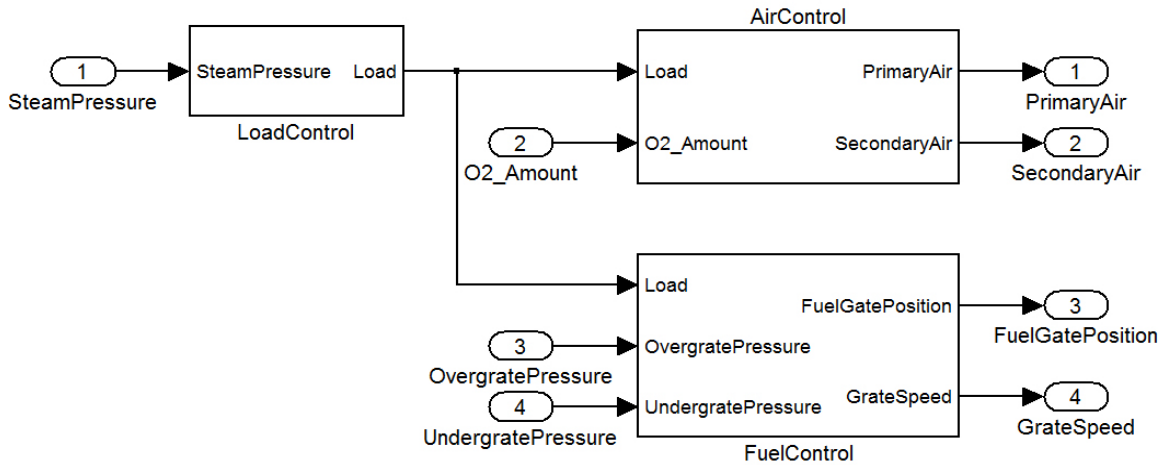 AirControl
1
SteamPressure
SteamPressure
Load
LoadControl
2
O2_Amount
Load
O2_Amount
PrimaryAir
SecondaryAir
1
PrimaryAir
2
SecondaryAir
3
OvergratePressure
4
UndergratePressure
Load
OvergratePressure
UndergratePressure
FuelGatePosition
GrateSpeed
FuelControl
3
FuelGatePosition
4
GrateSpeed